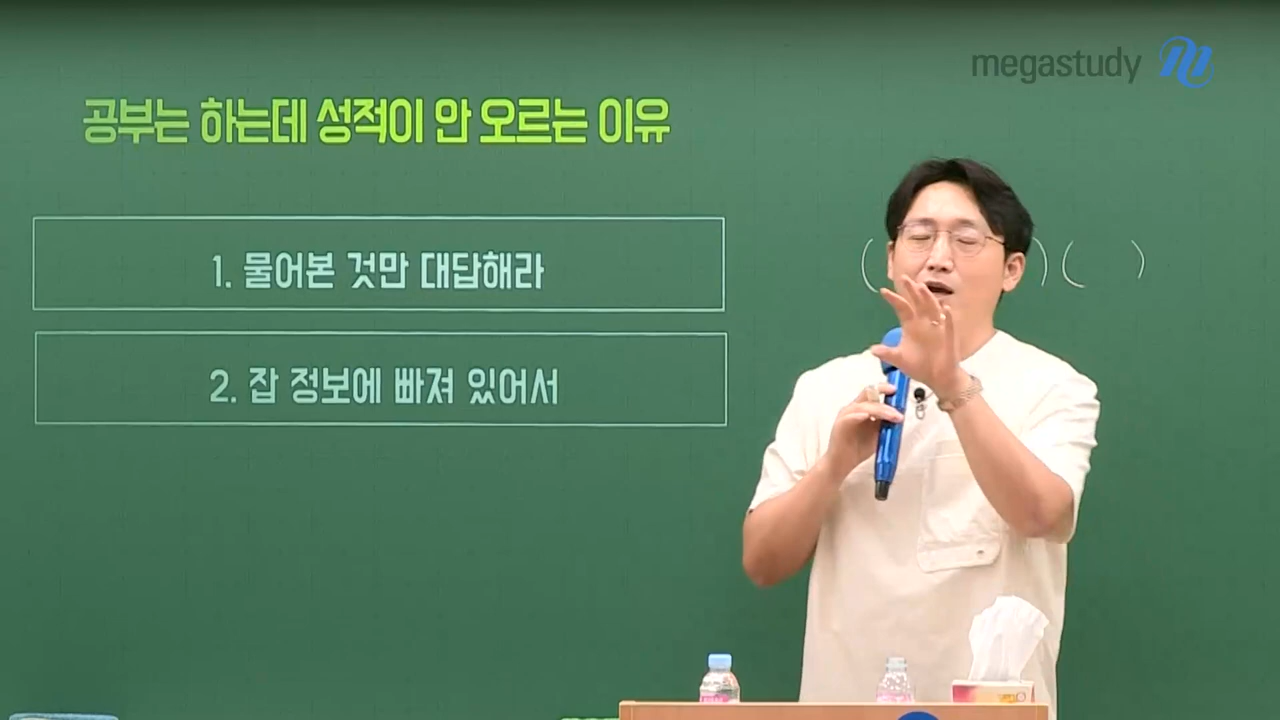 megastudy
공부는 하는데 성적이 안 오르는 이유
1. 물어본 것만 대답해라
2. 잡 정보에 빠져 있어서
( ) ( )